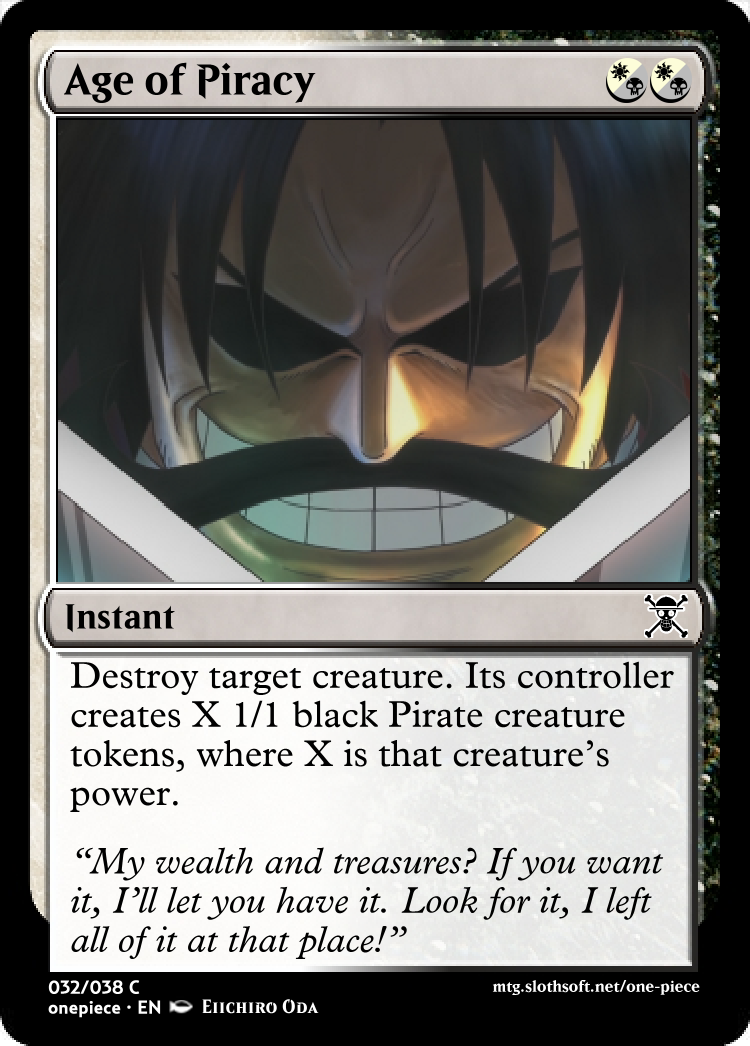 Age of Piracy
Instant
Destroy target creature. Its controller
creates X 1/1 black Pirate creature
tokens, where X is that creature’s
power.
“My wealth and treasures? If you want
it, I’ll let you have it. Look for it, I left
all of it at that place!”
032/038 C
mtg.slothsoft.net/one-piece
onepiece · EN Eiichiro Oda